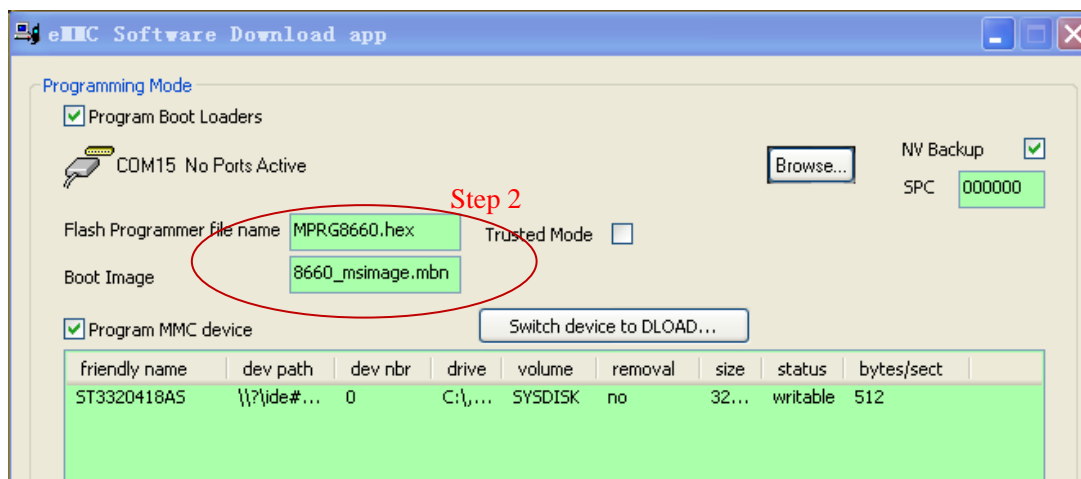 eMMC Software Download app
Programming Mode
Program Boot Loaders
COM15 No Ports Active
Browse...
NV Backup
SPC 000000
Step 2
Flash Programmer file name MPRG8660.hex
Trusted Mode
Boot Image 8660_msimage.mbn
Program MMC device
Switch device to DLOAD...
friendly name dev path dev nbr drive volume removal size status bytes/sect
ST3320418AS \\?\ide#... 0 C:\,... SYSDISK no 32... writable 512